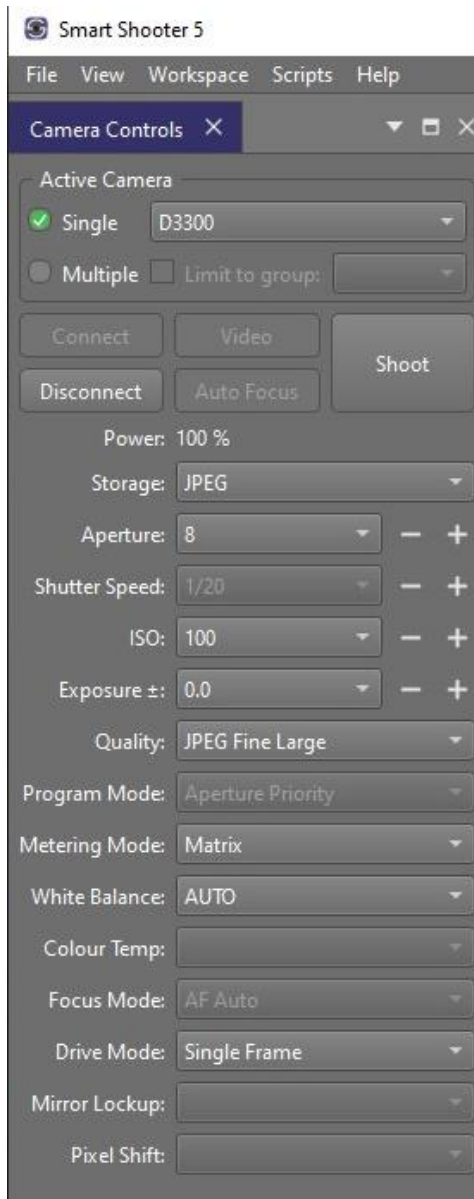 Smart Shooter 5
File View Workspace Scripts Help
Camera Controls
Active Camera
Single D3300
Multiple Limit to group:
Connect Video Shoot
Disconnect Auto Focus
Power: 100 %
Storage: JPEG
Aperture: 8
Shutter Speed: 1/20
ISO: 100
Exposure ±: 0.0
Quality: JPEG Fine Large
Program Mode: Aperture Priority
Metering Mode: Matrix
White Balance: AUTO
Colour Temp:
Focus Mode: AF Auto
Drive Mode: Single Frame
Mirror Lockup:
Pixel Shift: